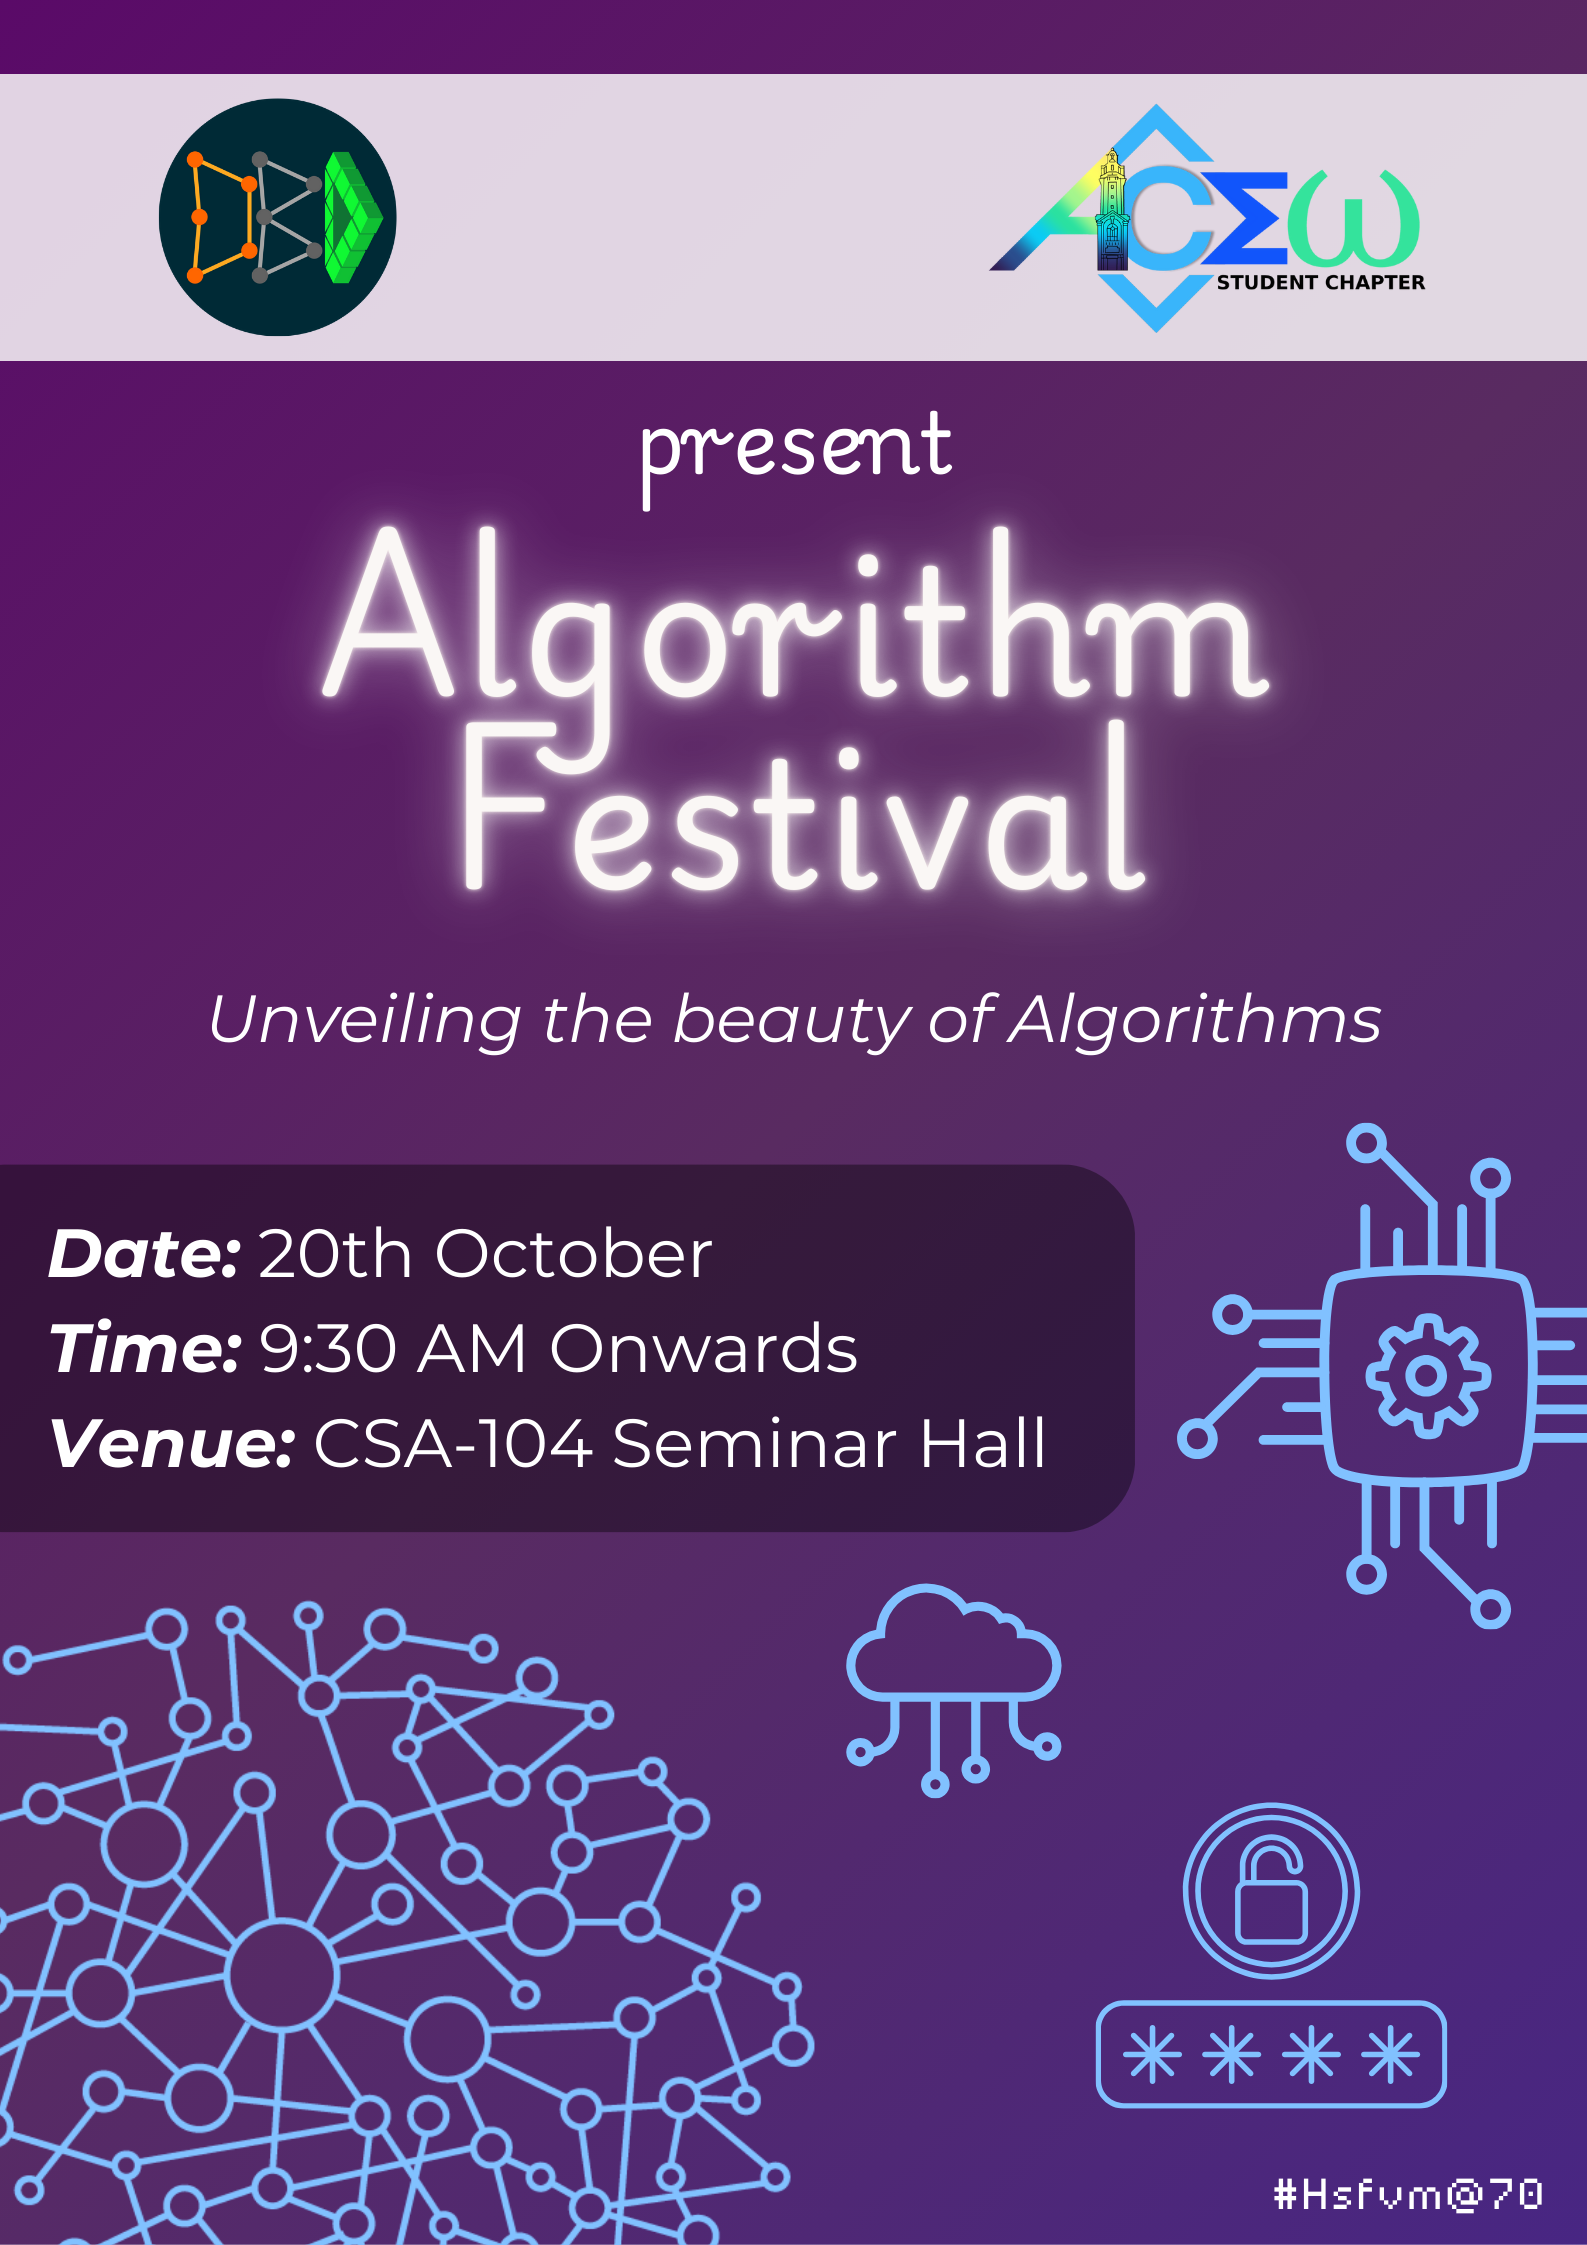 ACΣω
STUDENT CHAPTER
present
Algorithm
Festival
Unveiling the beauty of Algorithms
Date: 20th October
Time: 9:30 AM Onwards
Venue: CSA-104 Seminar Hall
****
#Hsfvm@70